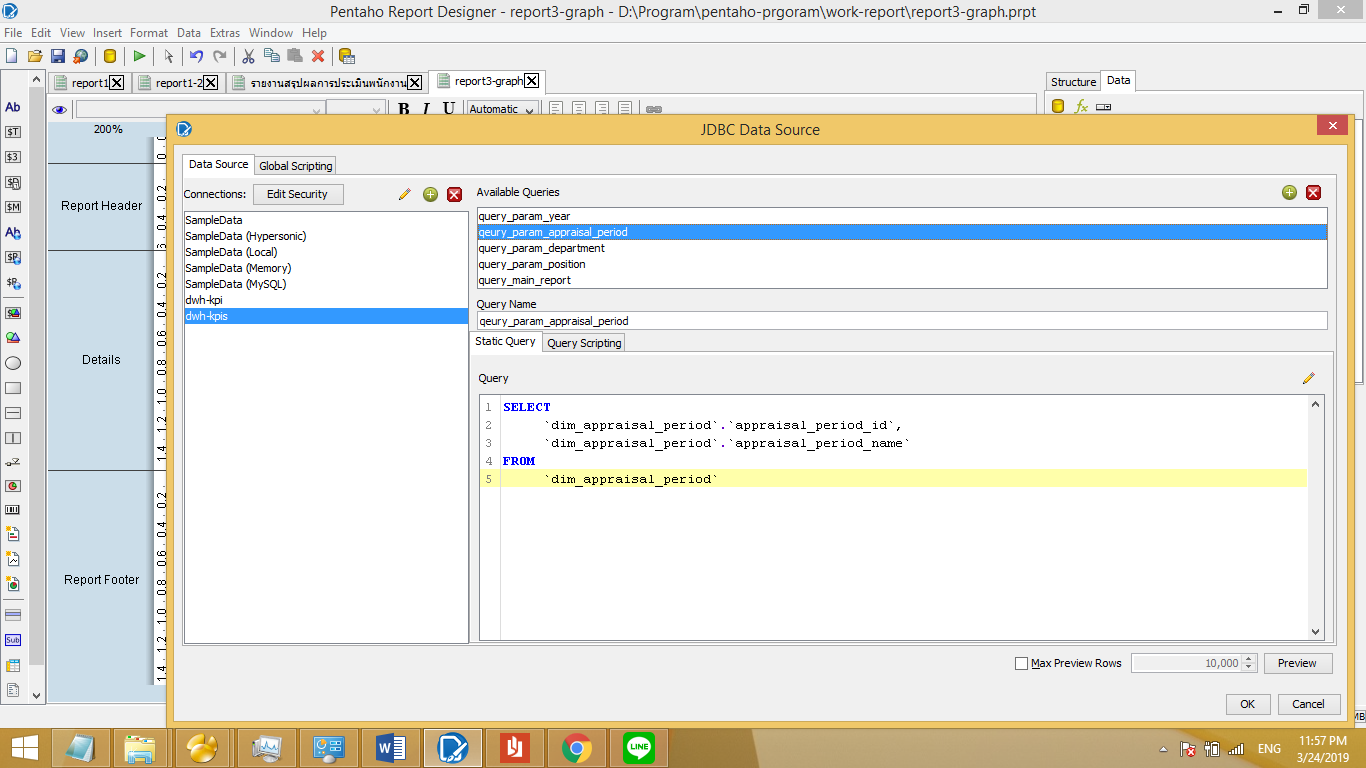 Pentaho Report Designer - report3-graph - D:\Program\pentaho-prgoram\work-report\report3-graph.prpt
File Edit View Insert Format Data Extras Window Help
report1
report1-2
รายงานสรุปผลการประเมินพนักงาน
report3-graph
Structure
Data
B I U Automatic
200%
Ab
JDBC Data Source
Data Source
Global Scripting
Connections:
Edit Security
SampleData
SampleData (Hypersonic)
SampleData (Local)
SampleData (Memory)
SampleData (MySQL)
dwh-kpi
dwh-kpis
Available Queries
query_param_year
qeury_param_appraisal_period
query_param_department
query_param_position
query_main_report
Query Name
qeury_param_appraisal_period
Static Query
Query Scripting
Query
1 SELECT
2 `dim_appraisal_period`.`appraisal_period_id`,
3 `dim_appraisal_period`.`appraisal_period_name`
4 FROM
5 `dim_appraisal_period`
Report Header
Details
Report Footer
Sub
Max Preview Rows
10,000
Preview
OK
Cancel
MB
LINE
ENG
11:57 PM
3/24/2019